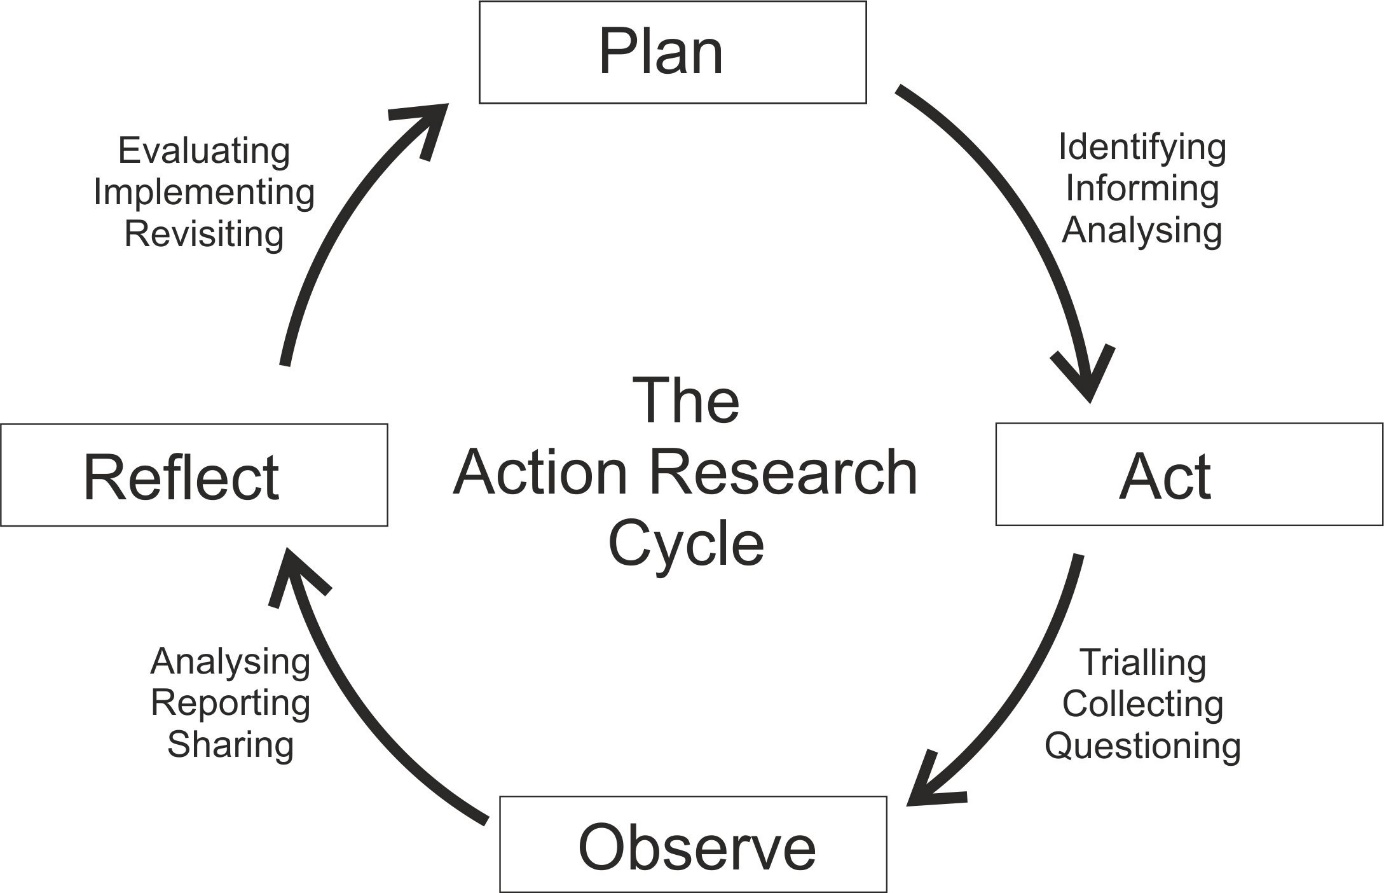 Plan
Evaluating
Implementing
Revisiting
Identifying
Informing
Analysing
The
Action Research
Cycle
Reflect
Act
Analysing
Reporting
Sharing
Trialling
Collecting
Questioning
Observe